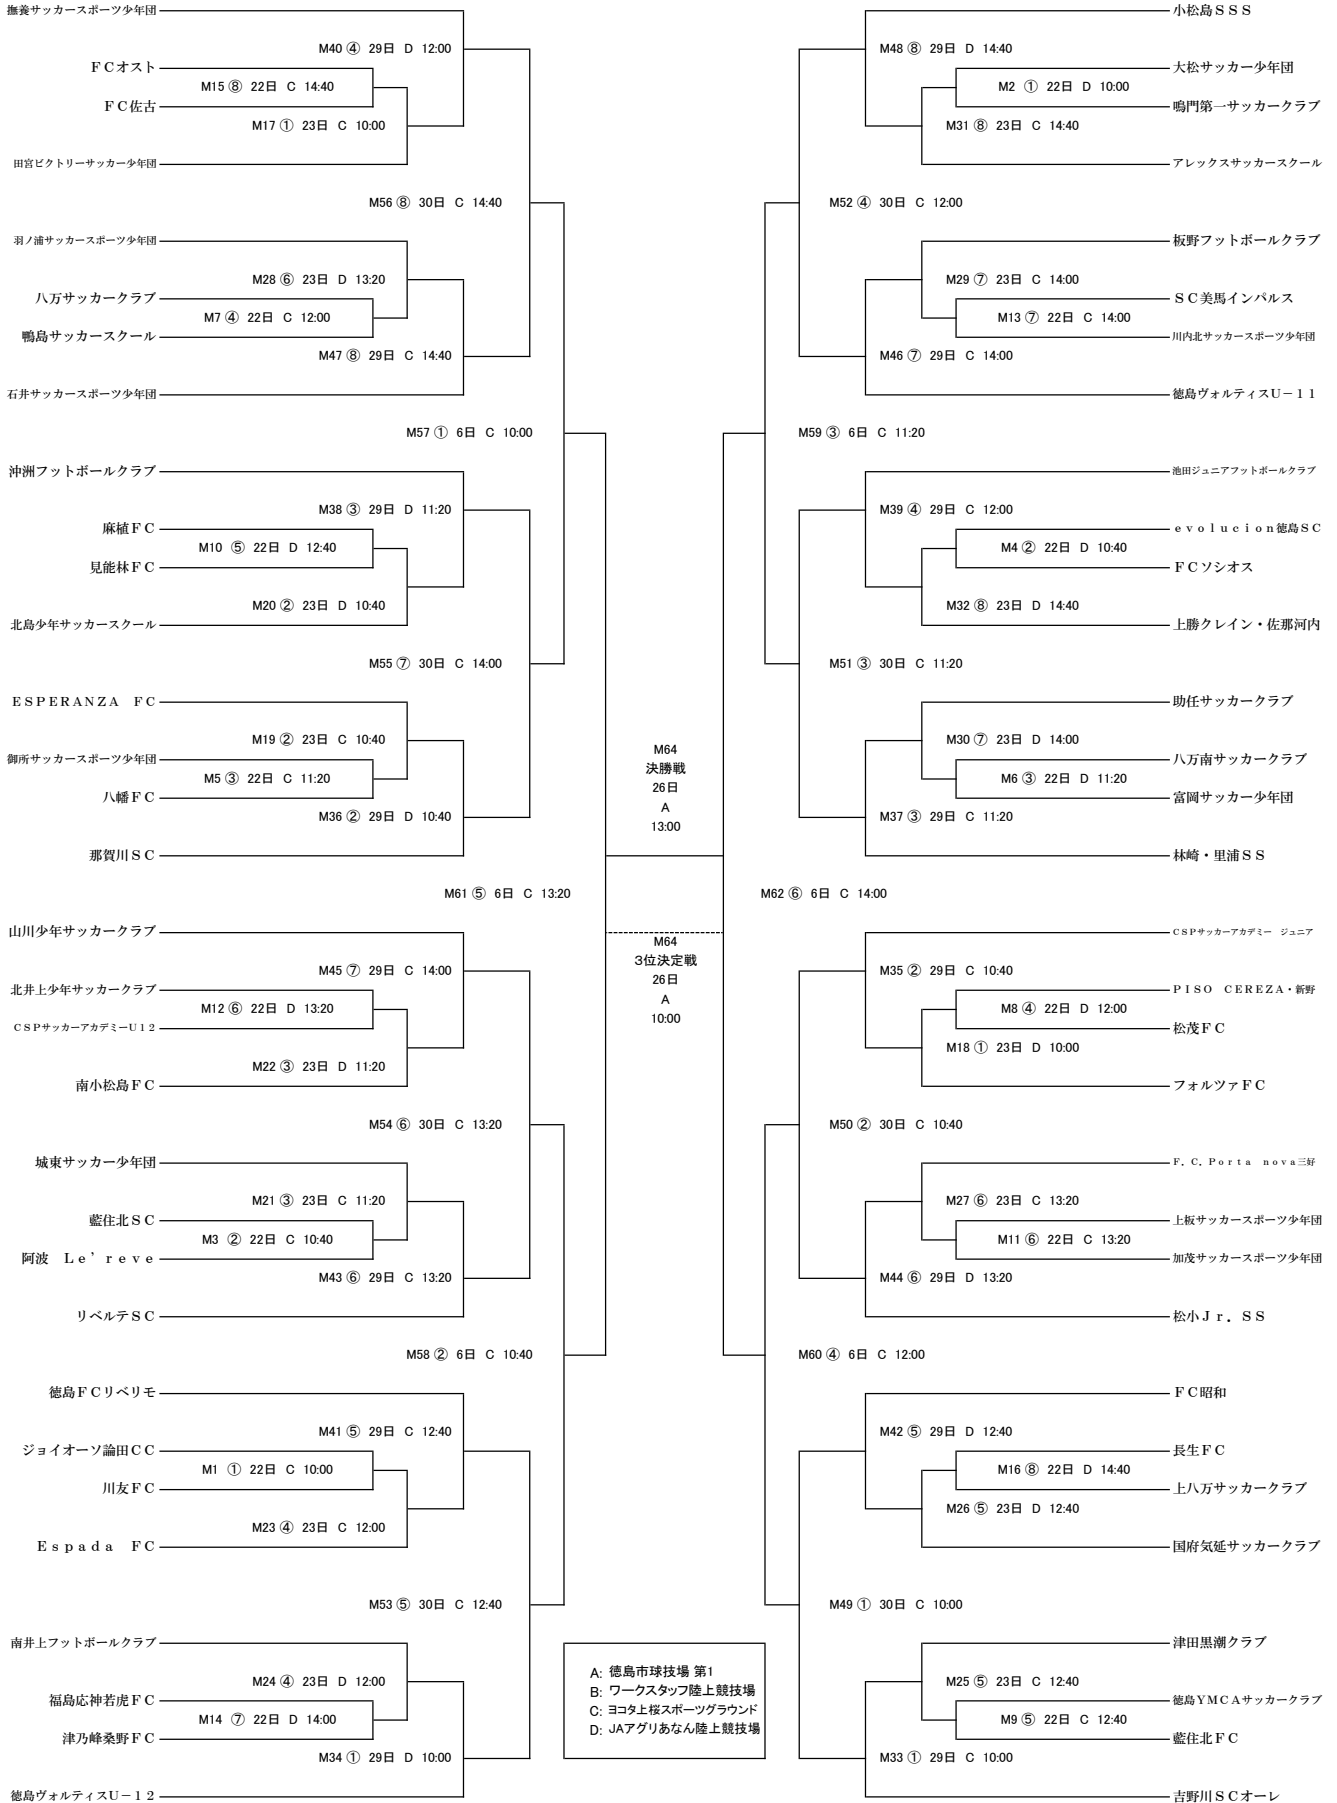 撫養サッカースポーツ少年団
M40 ④ 29日 D 12:00
FCオスト
M15 ⑧ 22日 C 14:40
FC佐古
M17 ① 23日 C 10:00
田宮ビクトリーサッカー少年団
M56 ⑧ 30日 C 14:40
羽ノ浦サッカースポーツ少年団
M28 ⑥ 23日 D 13:20
八万サッカークラブ
M7 ④ 22日 C 12:00
鴨島サッカースクール
M47 ⑧ 29日 C 14:40
石井サッカースポーツ少年団
M57 ① 6日 C 10:00
沖洲フットボールクラブ
M38 ③ 29日 D 11:20
麻植FC
M10 ⑤ 22日 D 12:40
見能林FC
M20 ② 23日 D 10:40
北島少年サッカースクール
M55 ⑦ 30日 C 14:00
ESPERANZA FC
M19 ② 23日 C 10:40
御所サッカースポーツ少年団
M5 ③ 22日 C 11:20
八幡FC
M36 ② 29日 D 10:40
那賀川SC
M61 ⑤ 6日 C 13:20
山川少年サッカークラブ
M45 ⑦ 29日 C 14:00
北井上少年サッカークラブ
M12 ⑥ 22日 D 13:20
CSPサッカーアカデミーU12
M22 ③ 23日 D 11:20
南小松島FC
M54 ⑥ 30日 C 13:20
城東サッカー少年団
M21 ③ 23日 C 11:20
藍住北SC
M3 ② 22日 C 10:40
阿波 Le’reve
M43 ⑥ 29日 C 13:20
リベルテSC
M58 ② 6日 C 10:40
徳島FCリベリモ
M41 ⑤ 29日 C 12:40
ジョイオーソ論田CC
M1 ① 22日 C 10:00
川友FC
M23 ④ 23日 C 12:00
Espada FC
M53 ⑤ 30日 C 12:40
南井上フットボールクラブ
M24 ④ 23日 D 12:00
福島応神若虎FC
M14 ⑦ 22日 D 14:00
津乃峰桑野FC
M34 ① 29日 D 10:00
徳島ヴォルティスU-12
M64
決勝戦
26日
A
13:00
M64
3位決定戦
26日
A
10:00
A: 徳島市球技場 第1
B: ワークスタッフ陸上競技場
C: ヨコタ上桜スポーツグラウンド
D: JAアグリあなん陸上競技場
小松島SSS
M48 ⑧ 29日 D 14:40
大松サッカー少年団
M2 ① 22日 D 10:00
鳴門第一サッカークラブ
M31 ⑧ 23日 C 14:40
アレックスサッカースクール
M52 ④ 30日 C 12:00
板野フットボールクラブ
M29 ⑦ 23日 C 14:00
SC美馬インパルス
M13 ⑦ 22日 C 14:00
川内北サッカースポーツ少年団
M46 ⑦ 29日 C 14:00
徳島ヴォルティスU-11
M59 ③ 6日 C 11:20
池田ジュニアフットボールクラブ
M39 ④ 29日 C 12:00
evolucion徳島SC
M4 ② 22日 D 10:40
FCソシオス
M32 ⑧ 23日 D 14:40
上勝クレイン・佐那河内
M51 ③ 30日 C 11:20
助任サッカークラブ
M30 ⑦ 23日 D 14:00
八万南サッカークラブ
M6 ③ 22日 D 11:20
富岡サッカー少年団
M37 ③ 29日 C 11:20
林崎・里浦SS
M62 ⑥ 6日 C 14:00
CSPサッカーアカデミー ジュニア
M35 ② 29日 C 10:40
PISO CEREZA・新野
M8 ④ 22日 D 12:00
松茂FC
M18 ① 23日 D 10:00
フォルツァFC
M50 ② 30日 C 10:40
F.C.Porta nova三好
M27 ⑥ 23日 C 13:20
上板サッカースポーツ少年団
M11 ⑥ 22日 C 13:20
加茂サッカースポーツ少年団
M44 ⑥ 29日 D 13:20
松小Jr.SS
M60 ④ 6日 C 12:00
FC昭和
M42 ⑤ 29日 D 12:40
長生FC
M16 ⑧ 22日 D 14:40
上八万サッカークラブ
M26 ⑤ 23日 D 12:40
国府気延サッカークラブ
M49 ① 30日 C 10:00
津田黒潮クラブ
M25 ⑤ 23日 C 12:40
徳島YMCAサッカークラブ
M9 ⑤ 22日 C 12:40
藍住北FC
M33 ① 29日 C 10:00
吉野川SCオーレ